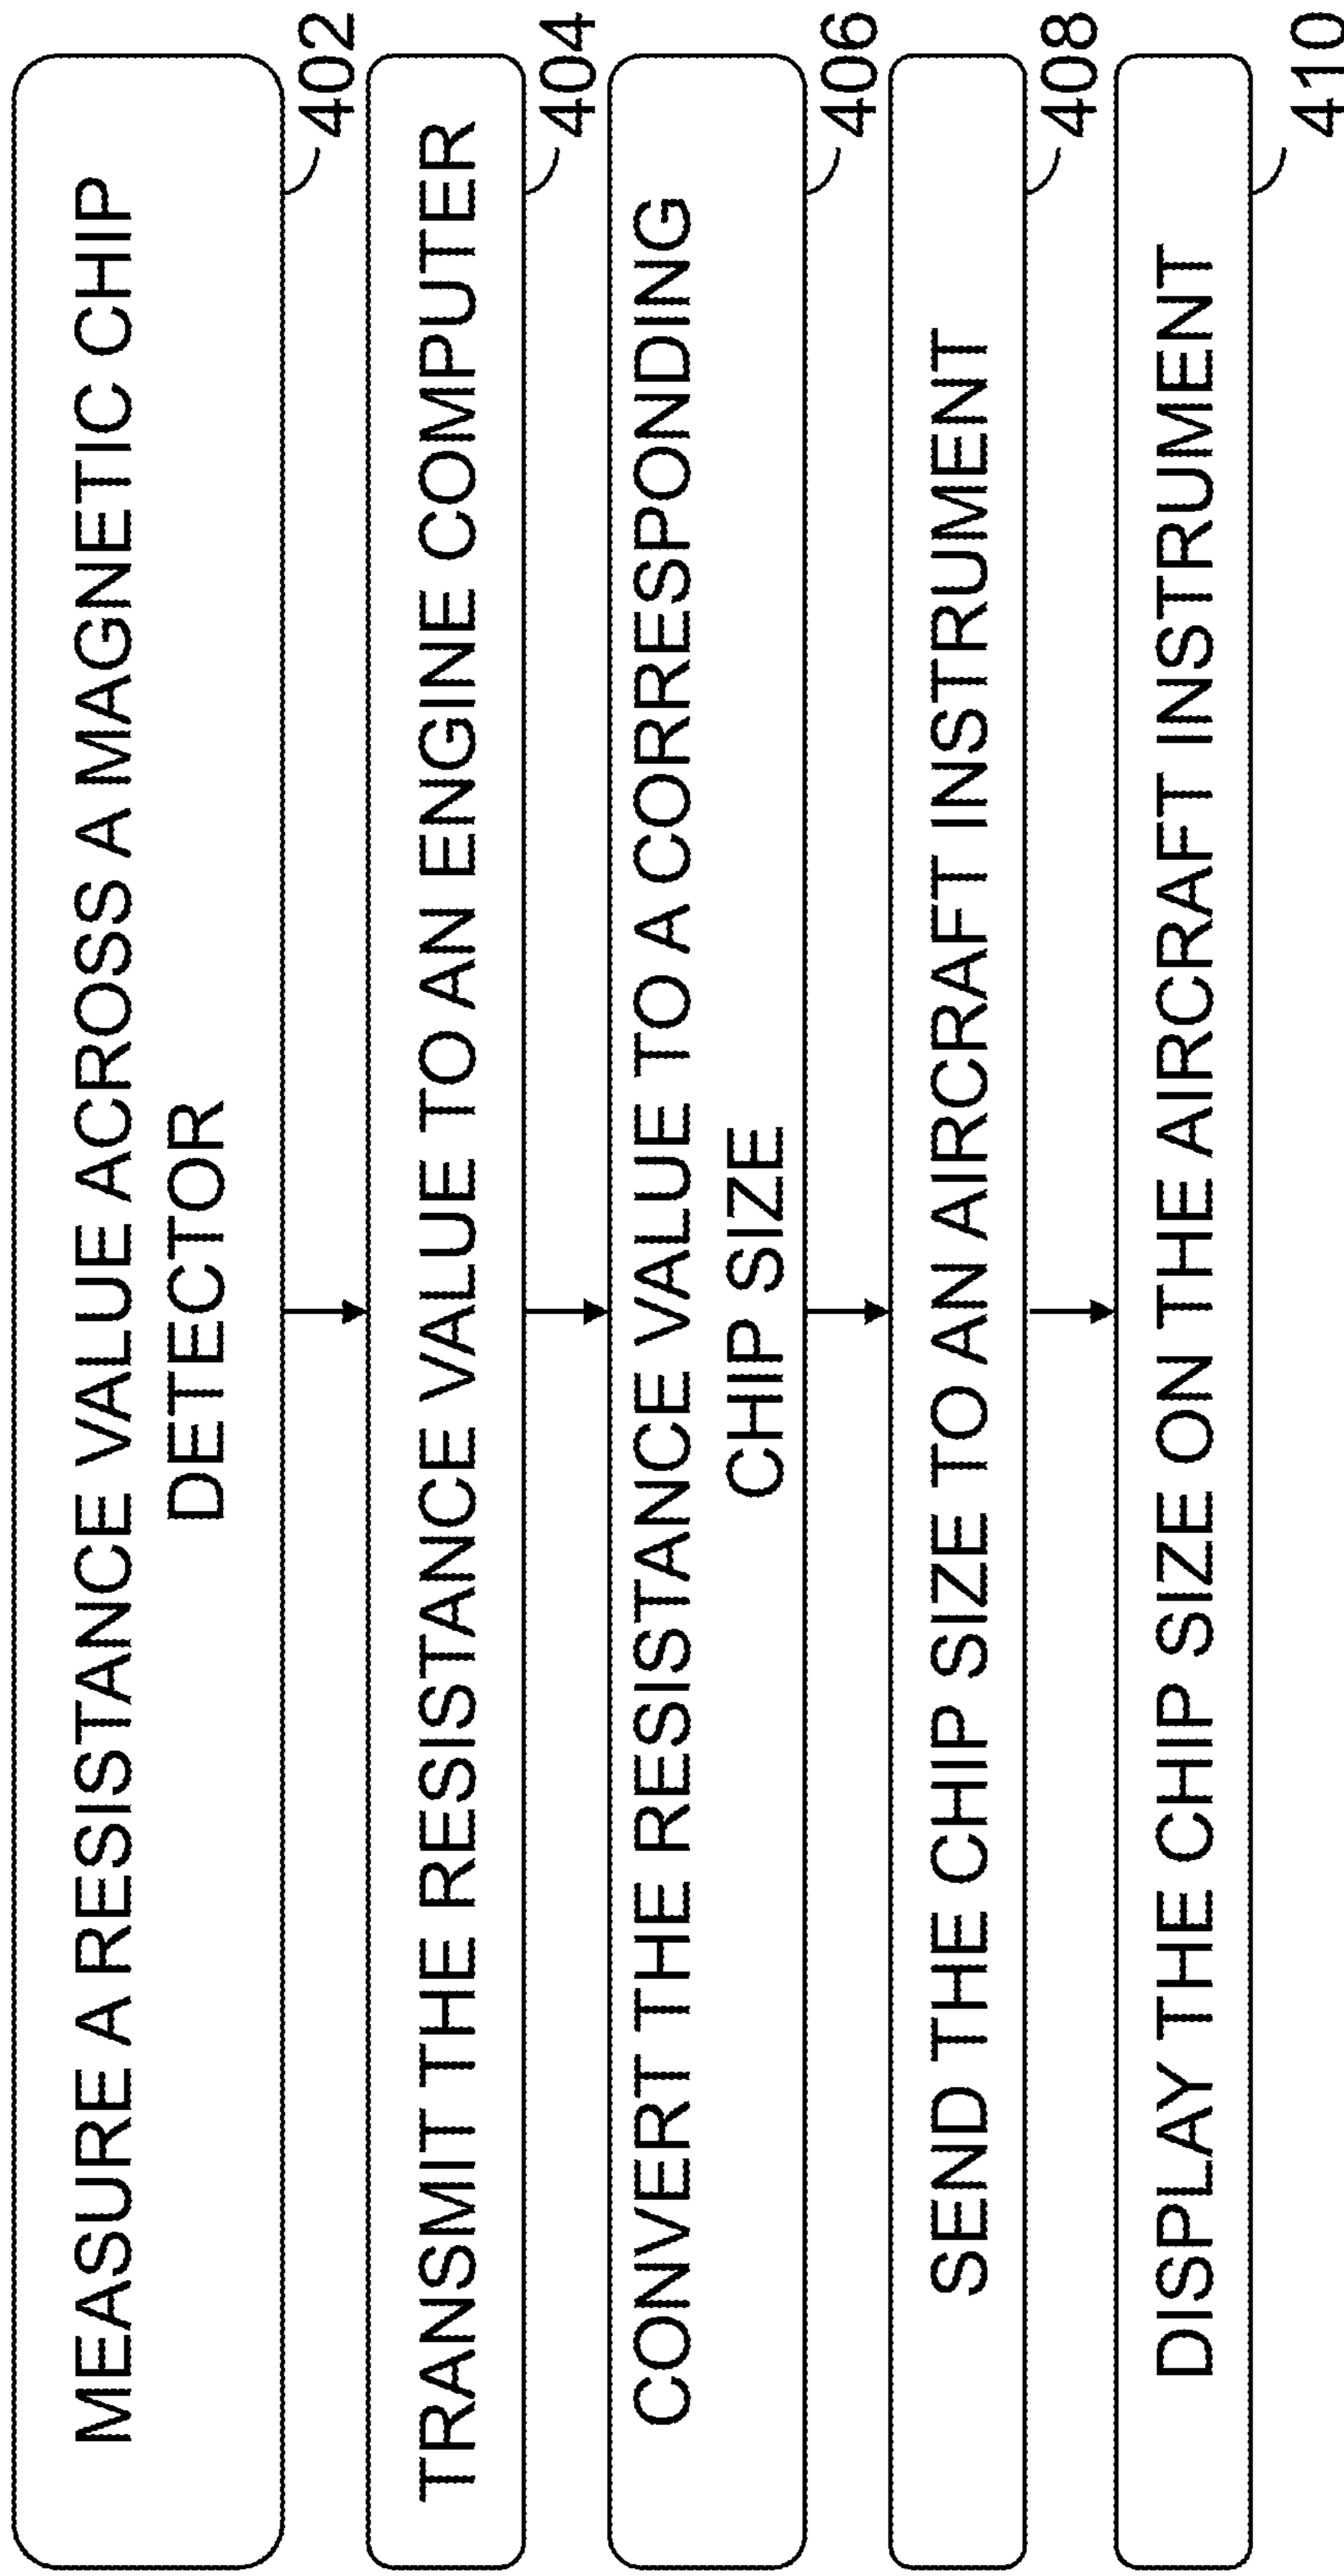 MEASURE A RESISTANCE VALUE ACROSS A MAGNETIC CHIP
DETECTOR
402
TRANSMIT THE RESISTANCE VALUE TO AN ENGINE COMPUTER
404
CONVERT THE RESISTANCE VALUE TO A CORRESPONDING
CHIP SIZE
406
SEND THE CHIP SIZE TO AN AIRCRAFT INSTRUMENT
408
DISPLAY THE CHIP SIZE ON THE AIRCRAFT INSTRUMENT
410